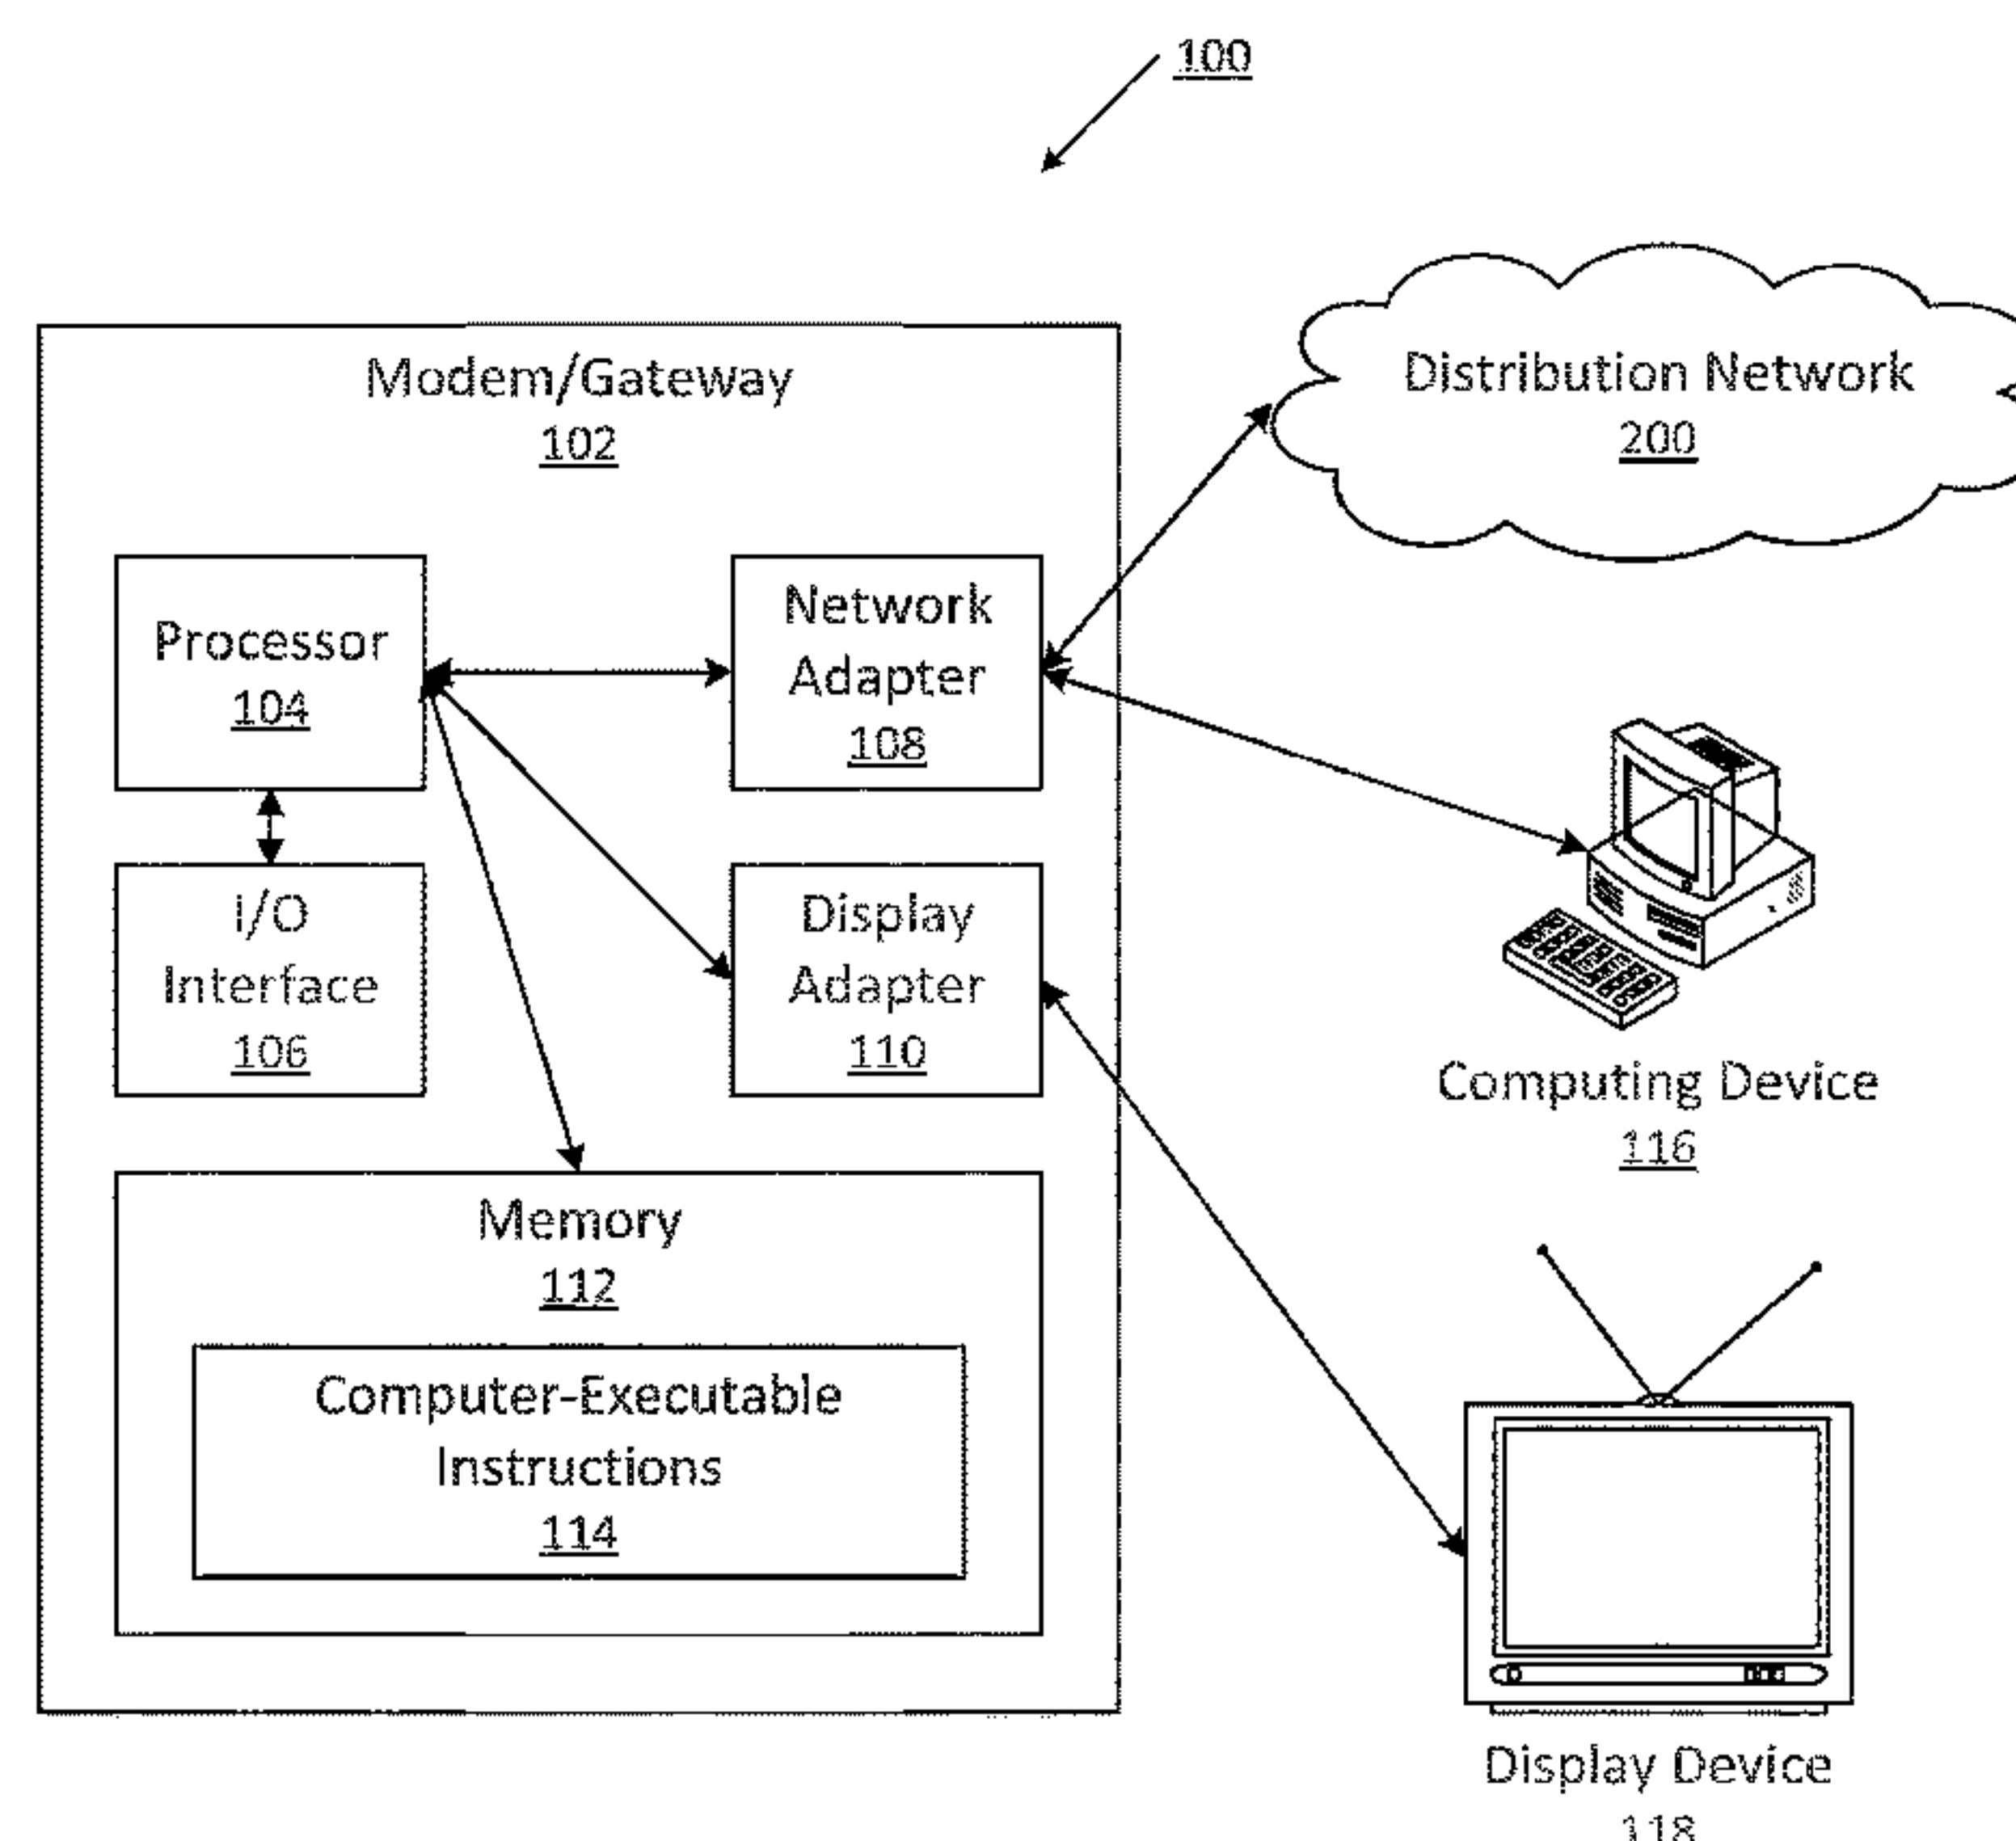 100
Modem/Gateway
102
Distribution Network
200
Processor
104
Network
Adapter
108
I/O
Interface
106
Display
Adapter
110
Computing Device
116
Memory
112
Computer-Executable
Instructions
114
Display Device
118